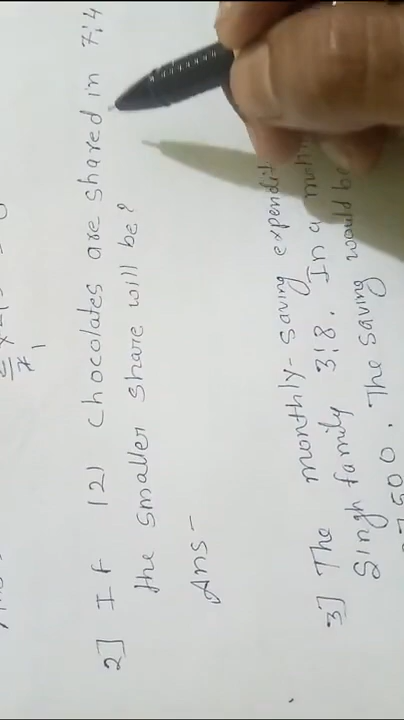 2] If 121 chocolates are shared in 7:4
the smaller share will be?
Ans-
3] The monthly- saving expendit
Singh family 3:8. In a
7500. The saving would be